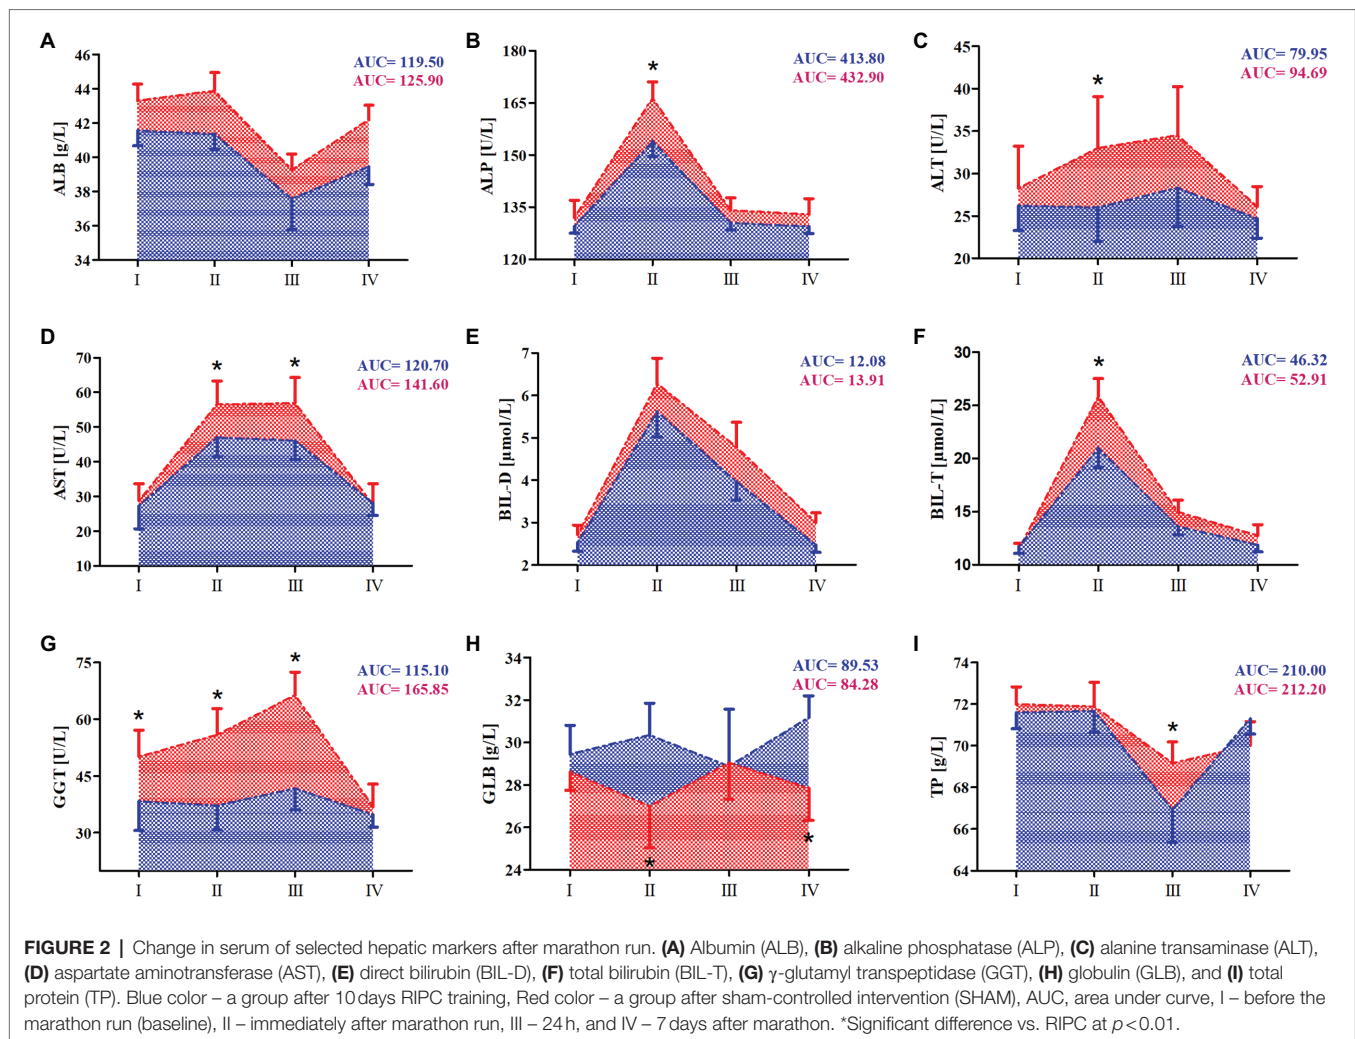 A
ALB [g/L]
46
44
42
40
38
36
34
I II III IV
AUC= 119.50
AUC= 125.90
B
ALP [U/L]
180
165
150
135
120
*
I II III IV
AUC= 413.80
AUC= 432.90
C
ALT [U/L]
45
40
35
30
25
20
*
I II III IV
AUC= 79.95
AUC= 94.69
D
AST [U/L]
70
60
50
40
30
20
10
* *
I II III IV
AUC= 120.70
AUC= 141.60
E
BIL-D [µmol/L]
7
6
5
4
3
2
I II III IV
AUC= 12.08
AUC= 13.91
F
BIL-T [µmol/L]
30
25
20
15
10
*
I II III IV
AUC= 46.32
AUC= 52.91
G
GGT [U/L]
75
60
45
30
* * *
I II III IV
AUC= 115.10
AUC= 165.85
H
GLB [g/L]
34
32
30
28
26
24
* *
I II III IV
AUC= 89.53
AUC= 84.28
I
TP [g/L]
74
72
70
68
66
64
*
I II III IV
AUC= 210.00
AUC= 212.20
FIGURE 2 | Change in serum of selected hepatic markers after marathon run. (A) Albumin (ALB), (B) alkaline phosphatase (ALP), (C) alanine transaminase (ALT),
(D) aspartate aminotransferase (AST), (E) direct bilirubin (BIL-D), (F) total bilirubin (BIL-T), (G) γ-glutamyl transpeptidase (GGT), (H) globulin (GLB), and (I) total
protein (TP). Blue color – a group after 10 days RIPC training, Red color – a group after sham-controlled intervention (SHAM), AUC, area under curve, I – before the
marathon run (baseline), II – immediately after marathon run, III – 24 h, and IV – 7 days after marathon. *Significant difference vs. RIPC at p < 0.01.